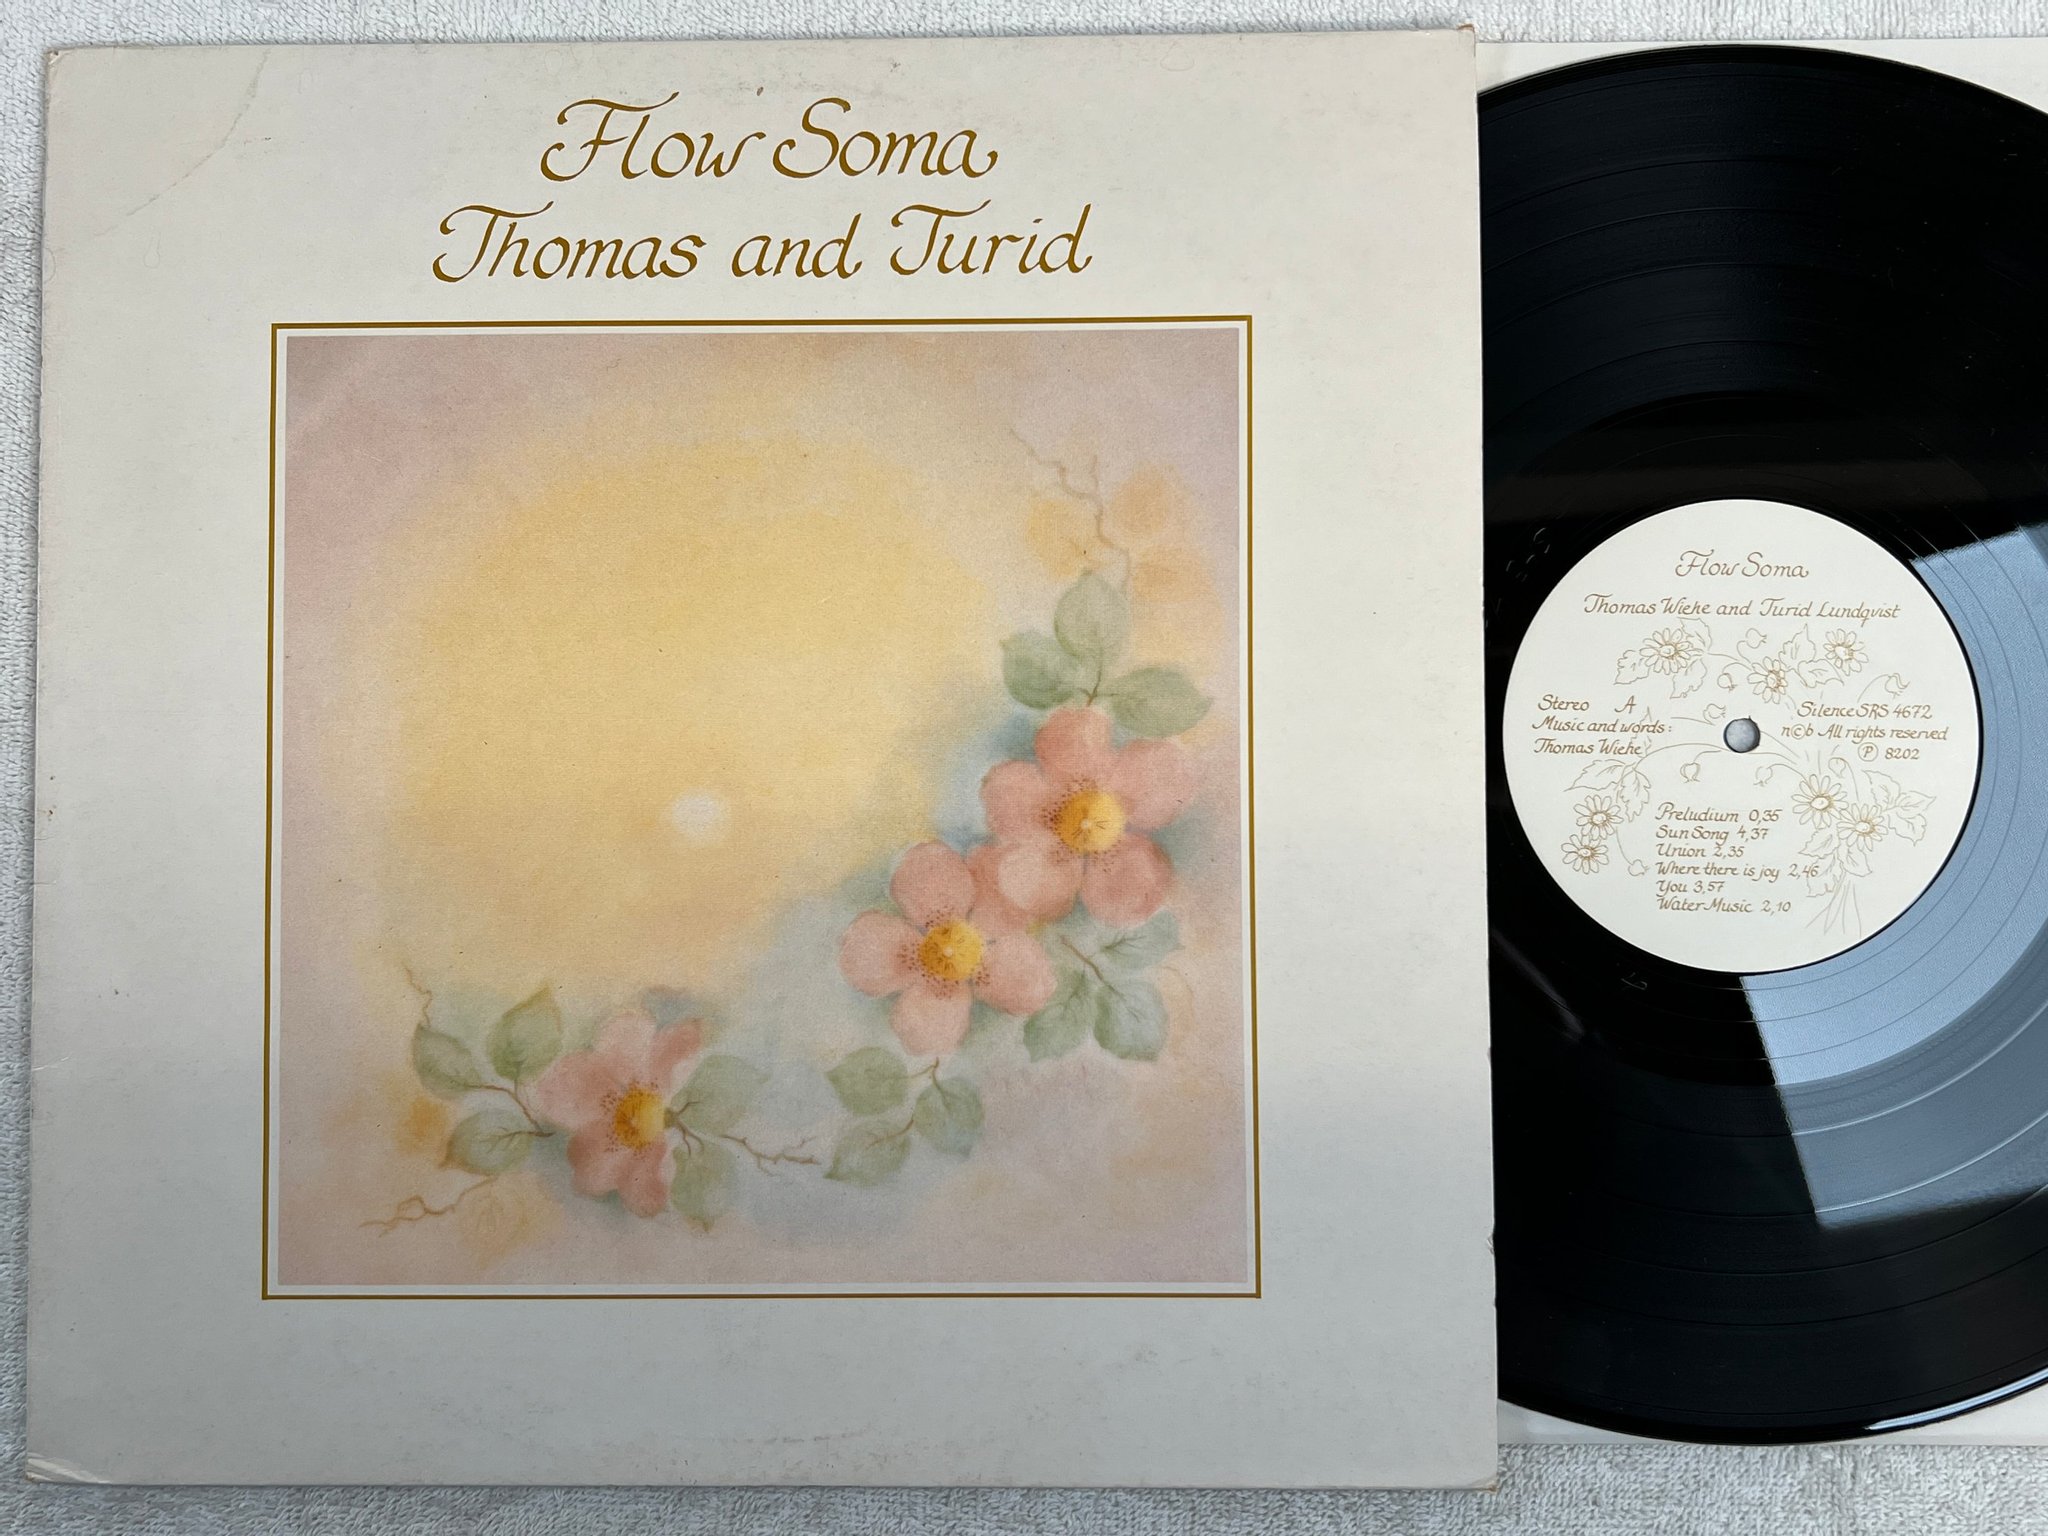 Flow Soma
Thomas and Turid
Flow Soma
Thomas Wiehe and Turid Lundqvist
Stereo A
Music and words:
Thomas Wiehe
Silence SRS 4672
n©b All rights reserved
℗ 8202
Preludium 0,35
Sun Song 4,37
Union 2,35
Where there is joy 2,46
You 3,57
Water Music 2,10